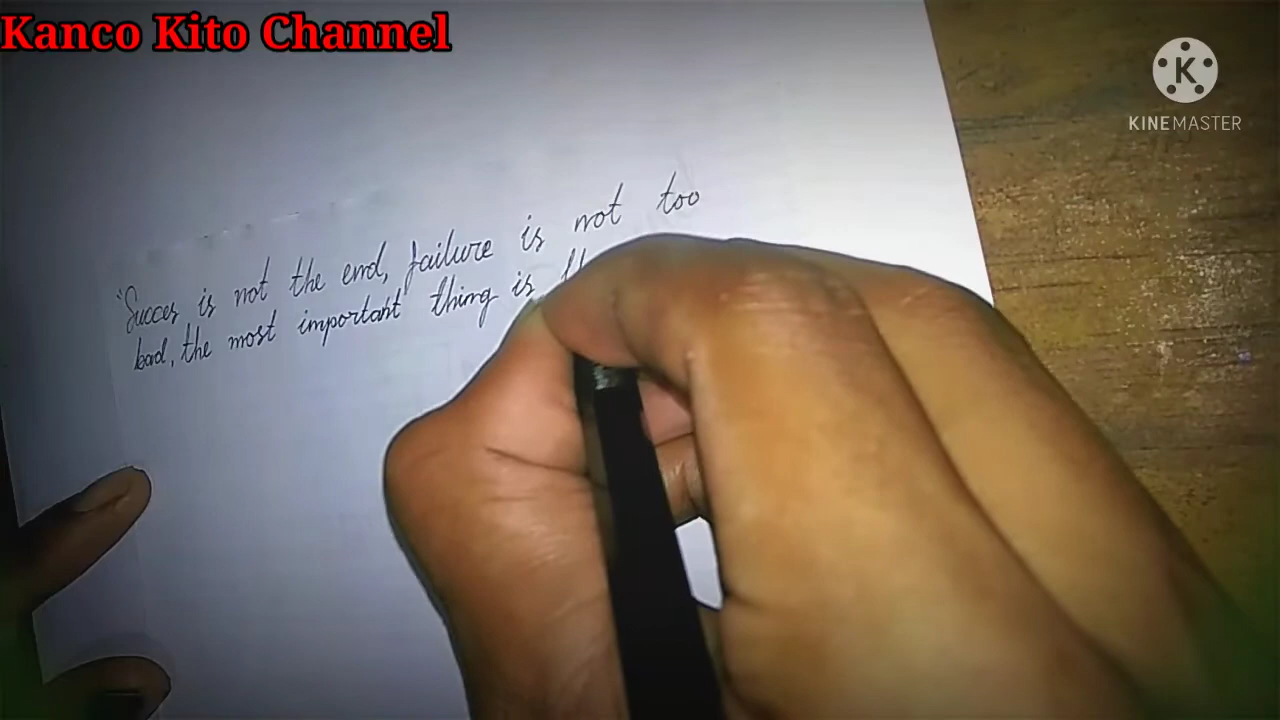 Kanco Kito Channel
KINEMASTER
"Succes is not the end, failure is not too
bad, the most important thing is